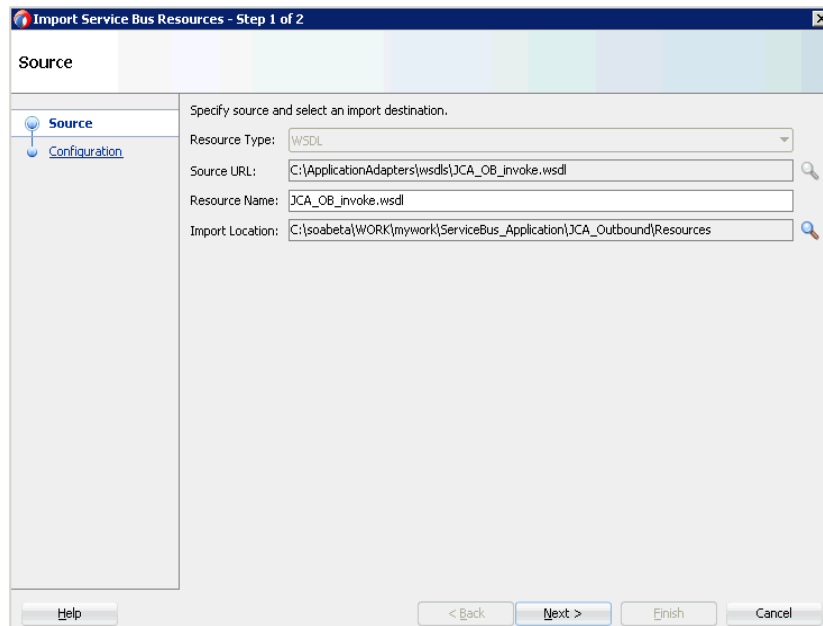 Import Service Bus Resources - Step 1 of 2
Source
Source
Configuration
Specify source and select an import destination.
Resource Type: WSDL
Source URL: C:\ApplicationAdapters\wsdls\JCA_OB_invoke.wsdl
Resource Name: JCA_OB_invoke.wsdl
Import Location: C:\soabeta\WORK\mywork\ServiceBus_Application\JCA_Outbound\Resources
Help < Back Next > Finish Cancel